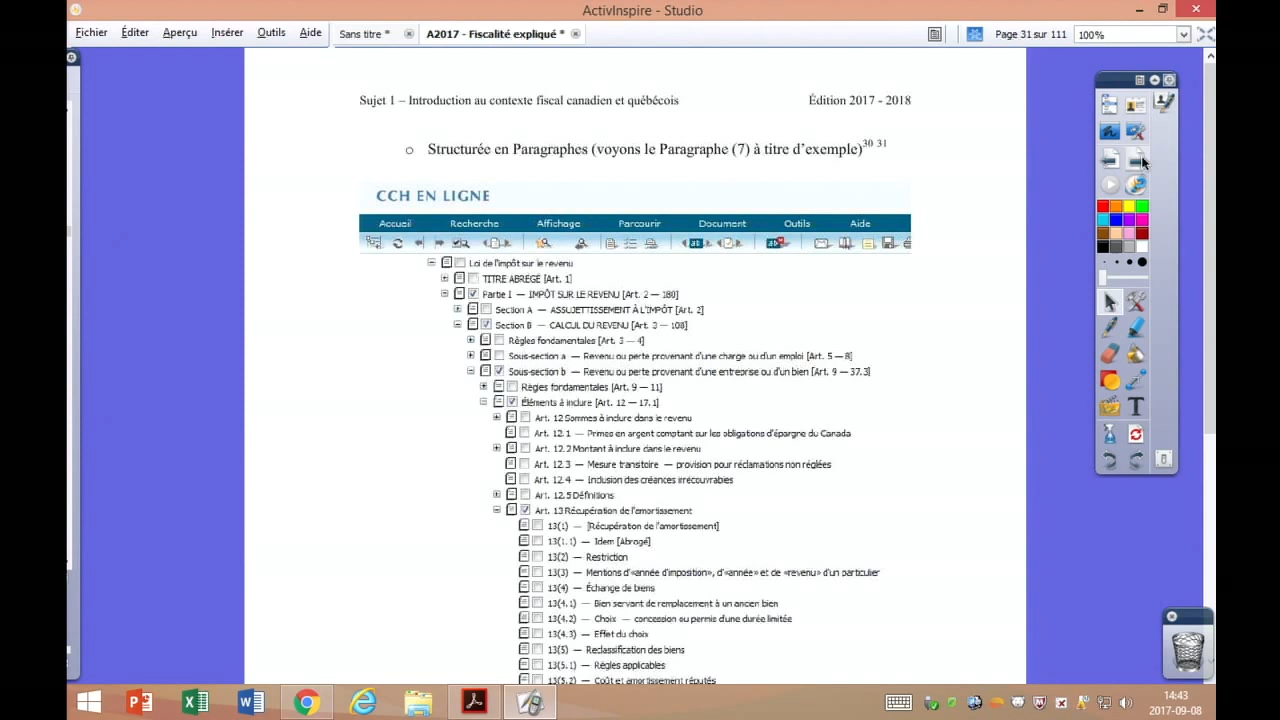 ActivInspire - Studio
Fichier Éditer Aperçu Insérer Outils Aide Sans titre * A2017 - Fiscalité expliqué * Page 31 sur 111 100%
Sujet 1 – Introduction au contexte fiscal canadien et québécois Édition 2017 - 2018
o Structurée en Paragraphes (voyons le Paragraphe (7) à titre d'exemple)30 31
CCH EN LIGNE
Accueil Recherche Affichage Parcourir Document Outils Aide
Loi de l'impôt sur le revenu
TITRE ABRÉGÉ [Art. 1]
Partie I — IMPÔT SUR LE REVENU [Art. 2 — 180]
Section A — ASSUJETTISSEMENT À L'IMPÔT [Art. 2]
Section B — CALCUL DU REVENU [Art. 3 — 108]
Règles fondamentales [Art. 3 — 4]
Sous-section a — Revenu ou perte provenant d'une charge ou d'un emploi [Art. 5 — 8]
Sous-section b — Revenu ou perte provenant d'une entreprise ou d'un bien [Art. 9 — 37.3]
Règles fondamentales [Art. 9 — 11]
Éléments à inclure [Art. 12 — 17.1]
Art. 12 Sommes à inclure dans le revenu
Art. 12.1 — Primes en argent comptant sur les obligations d'épargne du Canada
Art. 12.2 Montant à inclure dans le revenu
Art. 12.3 — Mesure transitoire — provision pour réclamations non réglées
Art. 12.4 — Inclusion des créances irrécouvrables
Art. 12.5 Définitions
Art. 13 Récupération de l'amortissement
13(1) — [Récupération de l'amortissement]
13(1.1) — Idem [Abrogé]
13(2) — Restriction
13(3) — Mentions d'«année d'imposition», d'«année» et de «revenu» d'un particulier
13(4) — Échange de biens
13(4.1) — Bien servant de remplacement à un ancien bien
13(4.2) — Choix — concession ou permis d'une durée limitée
13(4.3) — Effet du choix
13(5) — Reclassification des biens
13(5.1) — Règles applicables
13(5.2) — Coût et amortissement réputés
14:43
2017-09-08